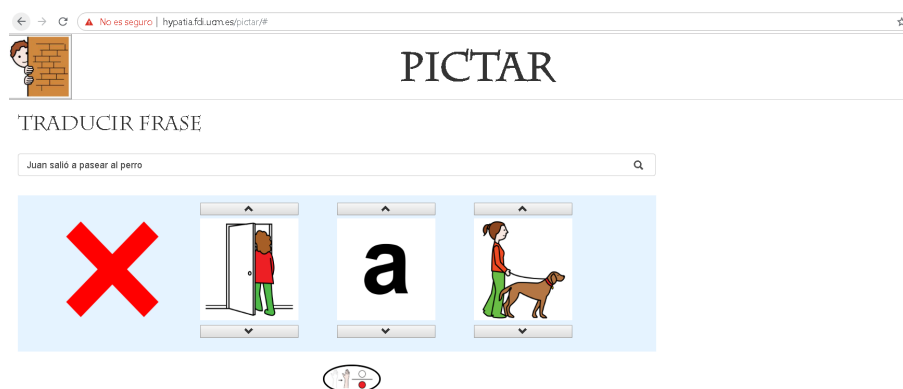 No es seguro | hypatia.fdi.ucm.es/pictar/#
PICTAR
TRADUCIR FRASE
Juan salió a pasear al perro
a